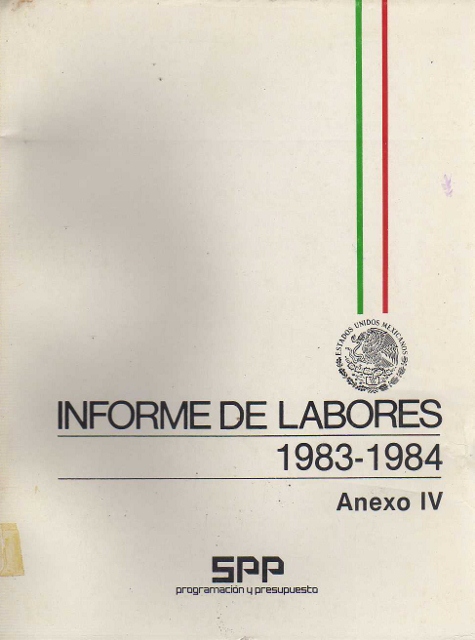 ESTADOS UNIDOS MEXICANOS
INFORME DE LABORES
1983-1984
Anexo IV
SPP
programación y presupuesto